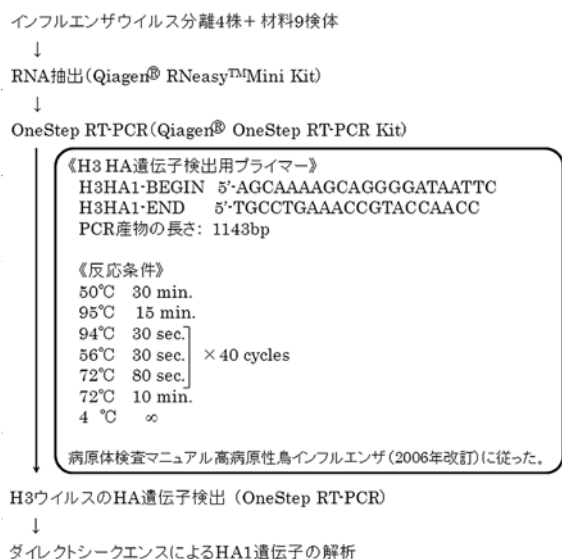 インフルエンザウイルス分離4株＋材料9検体
↓
RNA抽出（Qiagen® RNeasy™Mini Kit）
↓
OneStep RT-PCR（Qiagen® OneStep RT-PCR Kit）
《H3 HA遺伝子検出用プライマー》
H3HA1-BEGIN 5'-AGCAAAAGCAGGGGATAATTC
H3HA1-END 5'-TGCCTGAAACCGTACCAACC
PCR産物の長さ： 1143bp
《反応条件》
50℃ 30 min.
95℃ 15 min.
94℃ 30 sec.
56℃ 30 sec. ×40 cycles
72℃ 80 sec.
72℃ 10 min.
4 ℃ ∞
病原体検査マニュアル高病原性鳥インフルエンザ（2006年改訂）に従った。
H3ウイルスのHA遺伝子検出 （OneStep RT-PCR）
↓
ダイレクトシークエンスによるHA1遺伝子の解析